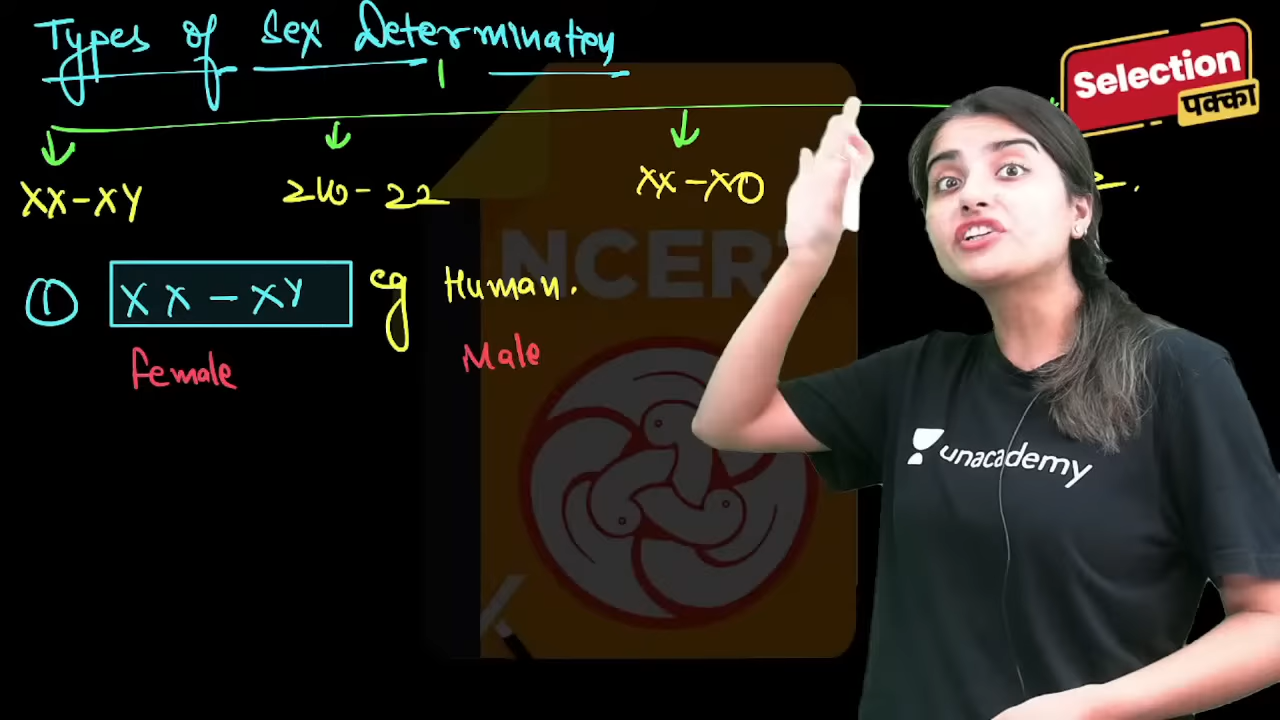 Types of Sex Determination
Selection
पक्का
XX-XY
ZW-ZZ
XX-XO
① XX-XY eg Human.
Female
Male
NCERT
unacademy